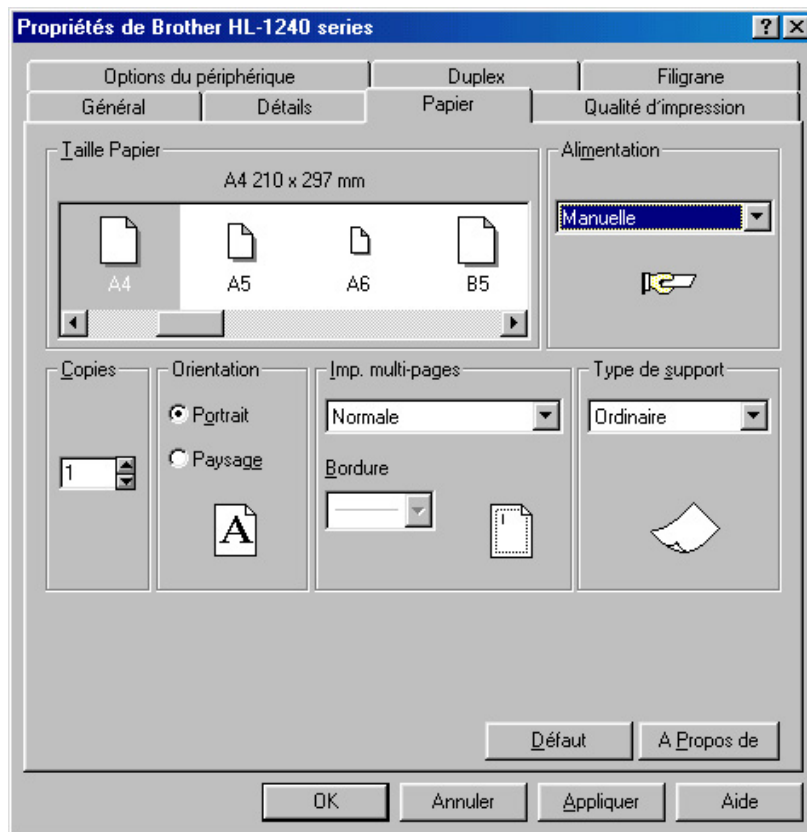 Propriétés de Brother HL-1240 series
Options du périphérique Duplex Filigrane
Général Détails Papier Qualité d'impression
Taille Papier Alimentation
A4 210 x 297 mm
Manuelle
A4 A5 A6 B5
Copies Orientation Imp. multi-pages Type de support
Portrait Normale Ordinaire
1 Paysage Bordure
A
Défaut A Propos de
OK Annuler Appliquer Aide